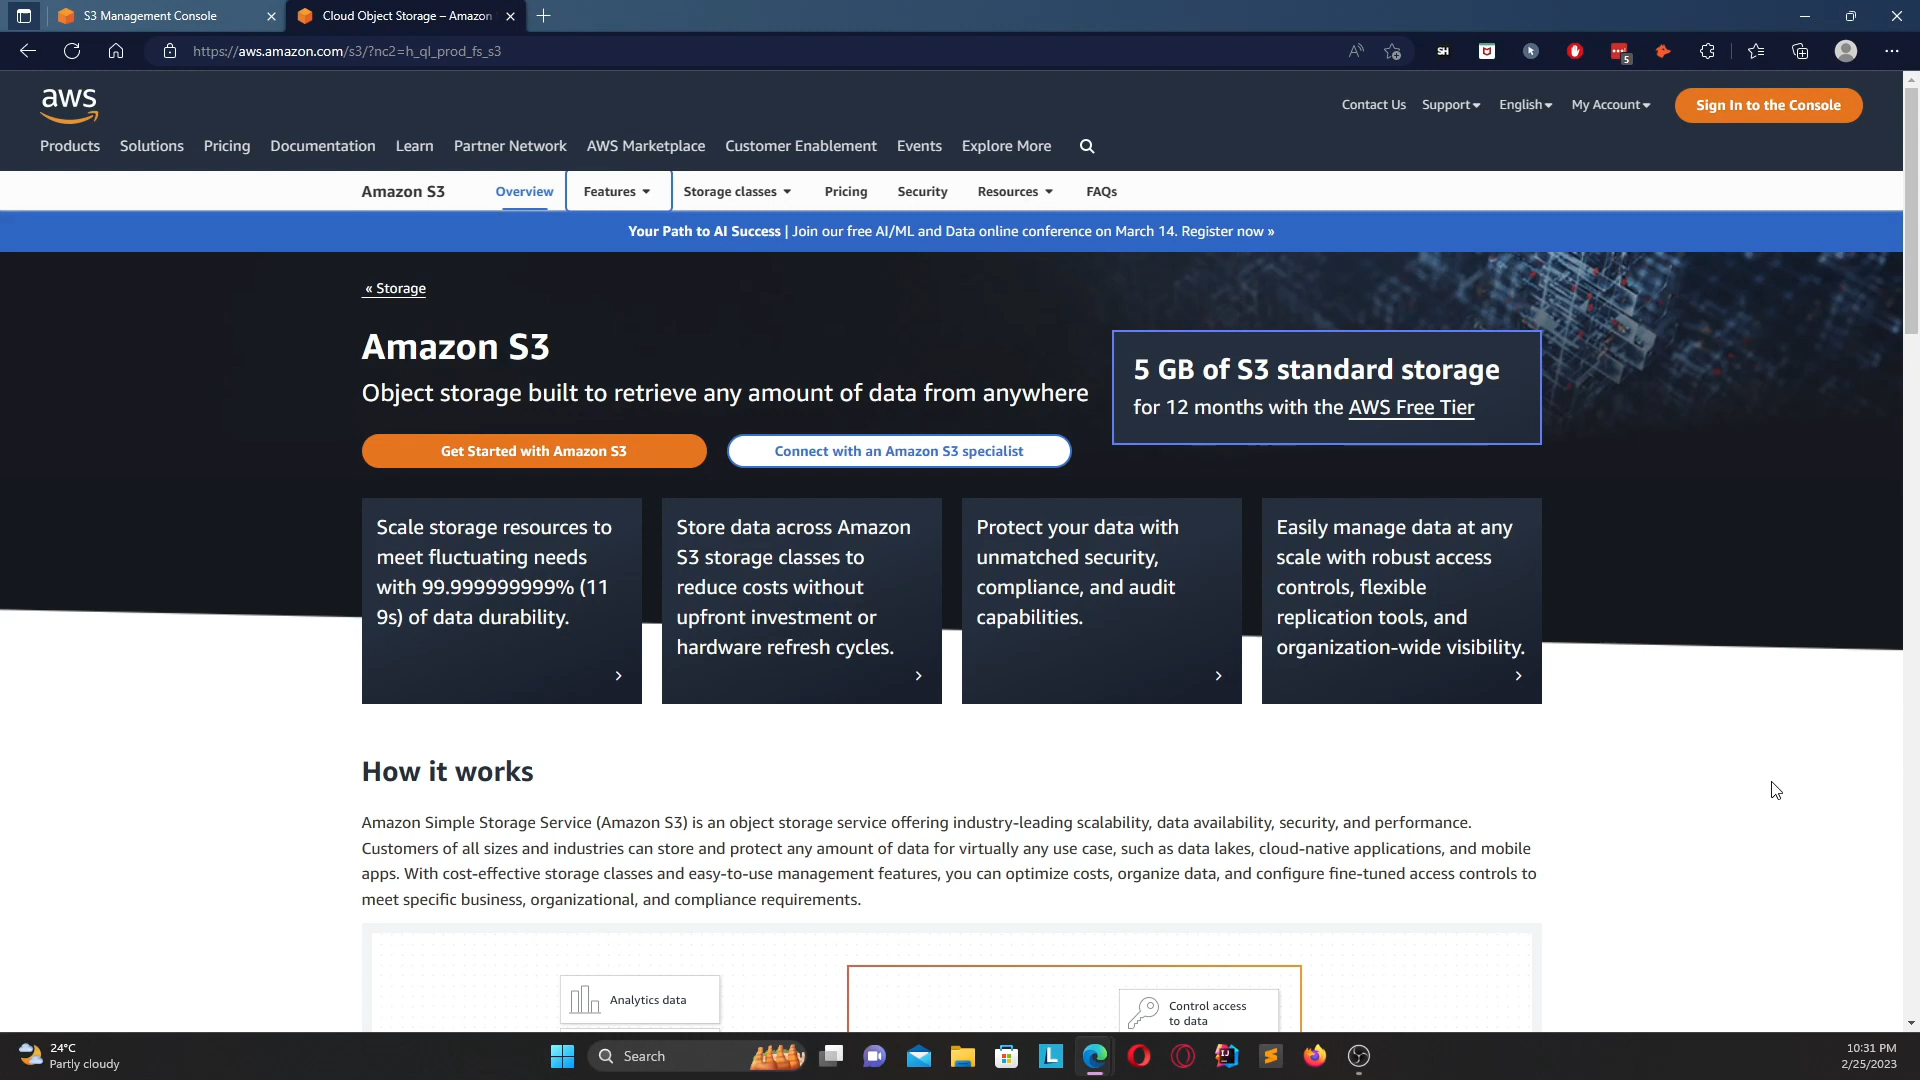 S3 Management Console
Cloud Object Storage – Amazon
https://aws.amazon.com/s3/?nc2=h_ql_prod_fs_s3
SH
5
aws
Contact Us
Support
English
My Account
Sign In to the Console
Products
Solutions
Pricing
Documentation
Learn
Partner Network
AWS Marketplace
Customer Enablement
Events
Explore More
Amazon S3
Overview
Features
Storage classes
Pricing
Security
Resources
FAQs
Your Path to AI Success | Join our free AI/ML and Data online conference on March 14. Register now »
« Storage
Amazon S3
Object storage built to retrieve any amount of data from anywhere
Get Started with Amazon S3
Connect with an Amazon S3 specialist
5 GB of S3 standard storage
for 12 months with the AWS Free Tier
Scale storage resources to
meet fluctuating needs
with 99.999999999% (11
9s) of data durability.
Store data across Amazon
S3 storage classes to
reduce costs without
upfront investment or
hardware refresh cycles.
Protect your data with
unmatched security,
compliance, and audit
capabilities.
Easily manage data at any
scale with robust access
controls, flexible
replication tools, and
organization-wide visibility.
How it works
Amazon Simple Storage Service (Amazon S3) is an object storage service offering industry-leading scalability, data availability, security, and performance.
Customers of all sizes and industries can store and protect any amount of data for virtually any use case, such as data lakes, cloud-native applications, and mobile
apps. With cost-effective storage classes and easy-to-use management features, you can optimize costs, organize data, and configure fine-tuned access controls to
meet specific business, organizational, and compliance requirements.
Analytics data
Control access
to data
24°C
Partly cloudy
Search
L
10:31 PM
2/25/2023